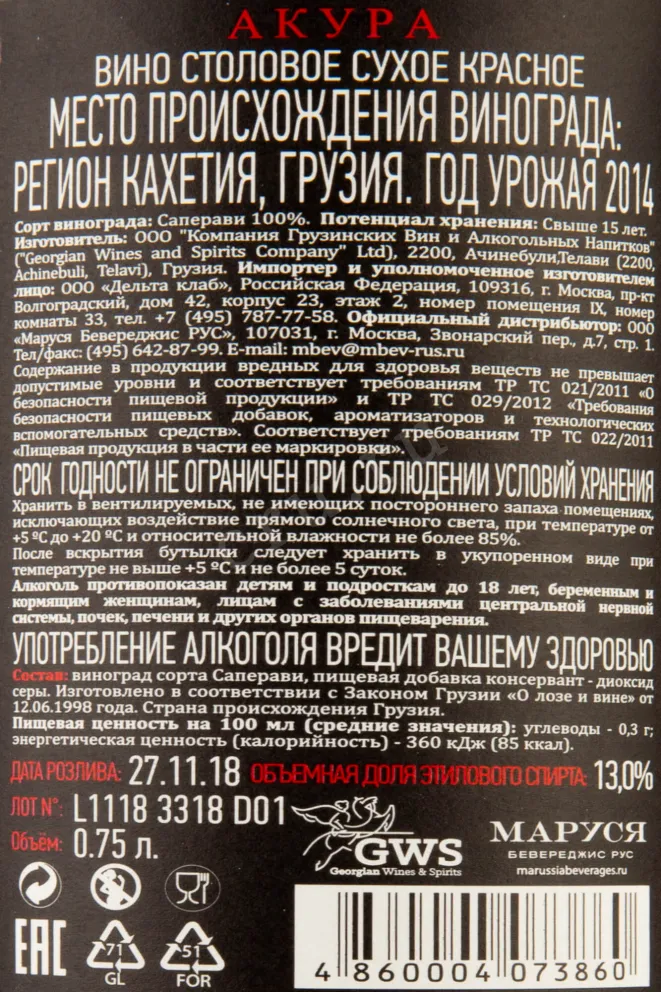 АКУРА
ВИНО СТОЛОВОЕ СУХОЕ КРАСНОЕ
МЕСТО ПРОИСХОЖДЕНИЯ ВИНОГРАДА:
РЕГИОН КАХЕТИЯ, ГРУЗИЯ. ГОД УРОЖАЯ 2014
Сорт винограда: Саперави 100%. Потенциал хранения: Свыше 15 лет.
Изготовитель: ООО "Компания Грузинских Вин и Алкогольных Напитков"
("Georgian Wines and Spirits Company" Ltd), 2200, Ачинебули,Телави (2200,
Achinebuli, Telavi), Грузия. Импортер и уполномоченное изготовителем
лицо: ООО «Дельта клаб», Российская Федерация, 109316, г. Москва, пр-кт
Волгоградский, дом 42, корпус 23, этаж 2, номер помещения IX, номер
комнаты 33, тел. +7 (495) 787-77-58. Официальный дистрибьютор: ООО
«Маруся Бевереджис РУС», 107031, г. Москва, Звонарский пер., д.7, стр. 1.
Тел/факс: (495) 642-87-99. E-mail: mbev@mbev-rus.ru
Содержание в продукции вредных для здоровья веществ не превышает
допустимые уровни и соответствует требованиям ТР ТС 021/2011 «О
безопасности пищевой продукции» и ТР ТС 029/2012 «Требования
безопасности пищевых добавок, ароматизаторов и технологических
вспомогательных средств». Соответствует требованиям ТР ТС 022/2011
«Пищевая продукция в части ее маркировки».
СРОК ГОДНОСТИ НЕ ОГРАНИЧЕН ПРИ СОБЛЮДЕНИИ УСЛОВИЙ ХРАНЕНИЯ
Хранить в вентилируемых, не имеющих постороннего запаха помещениях,
исключающих воздействие прямого солнечного света, при температуре от
+5 ºС до +20 ºС и относительной влажности не более 85%.
После вскрытия бутылки следует хранить в укупоренном виде при
температуре не выше +5 ºС и не более 5 суток.
Алкоголь противопоказан детям и подросткам до 18 лет, беременным и
кормящим женщинам, лицам с заболеваниями центральной нервной
системы, почек, печени и других органов пищеварения.
УПОТРЕБЛЕНИЕ АЛКОГОЛЯ ВРЕДИТ ВАШЕМУ ЗДОРОВЬЮ
Состав: виноград сорта Саперави, пищевая добавка консервант - диоксид
серы. Изготовлено в соответствии с Законом Грузии «О лозе и вине» от
12.06.1998 года. Страна происхождения Грузия.
Пищевая ценность на 100 мл (средние значения): углеводы - 0,3 г;
энергетическая ценность (калорийность) - 360 кДж (85 ккал).
ДАТА РОЗЛИВА: 27.11.18 ОБЪЕМНАЯ ДОЛЯ ЭТИЛОВОГО СПИРТА: 13,0%
ЛОТ N°: L1118 3318 D01
Объём: 0.75 л.
GWS
Georgian Wines & Spirits
МАРУСЯ
БЕВЕРЕДЖИС РУС
marussiabeverages.ru
EAC
71
GL
51
FOR
4 860004 073860